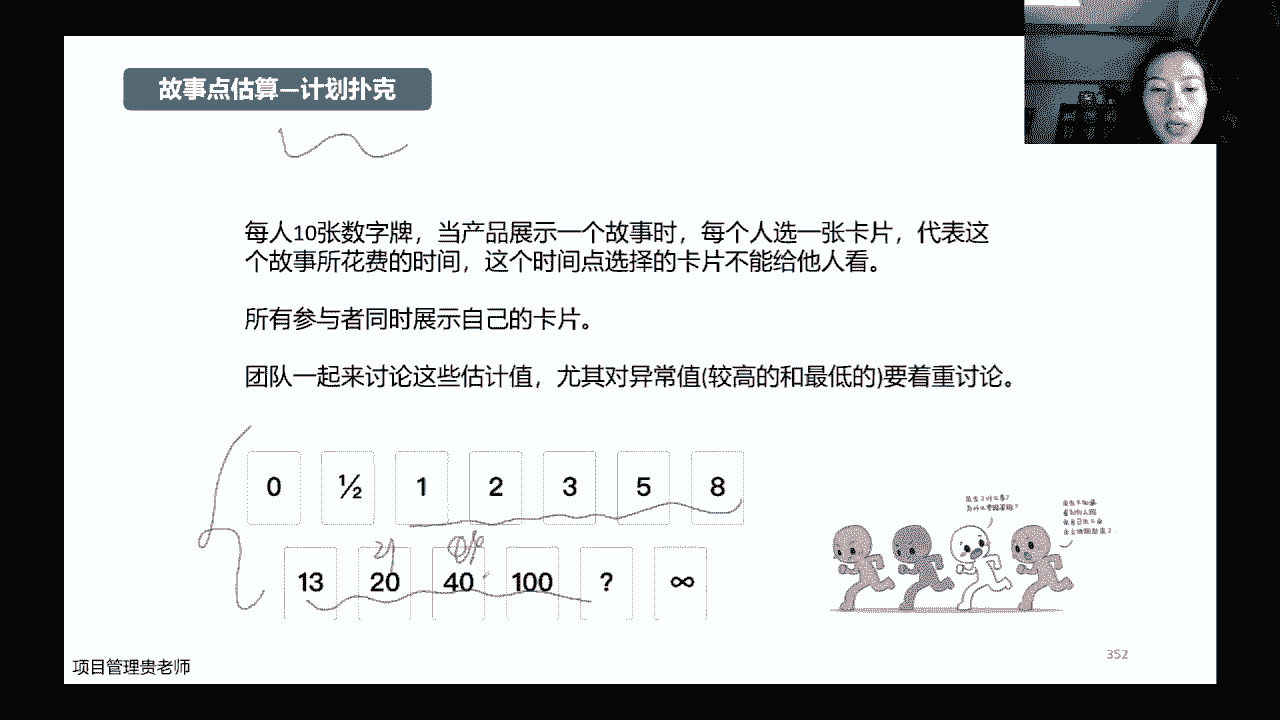 故事点估算—计划扑克
每人10张数字牌，当产品展示一个故事时，每个人选一张卡片，代表这
个故事所花费的时间，这个时间点选择的卡片不能给他人看。
所有参与者同时展示自己的卡片。
团队一起来讨论这些估计值，尤其对异常值(较高的和最低的)要着重讨论。
0 ½ 1 2 3 5 8
21
13 20 40 100 ? ∞
352
项目管理贵老师